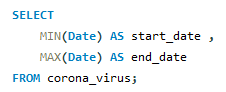 SELECT
MIN(Date) AS start_date ,
MAX(Date) AS end_date
FROM corona_virus;